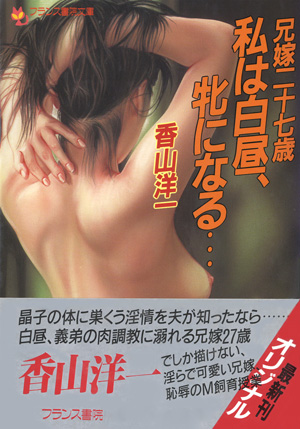 フランス書院文庫
兄嫁二十七歳
私は白昼、
牝になる…
香山洋一
晶子の体に巣くう淫情を夫が知ったなら……
白昼、義弟の肉調教に溺れる兄嫁27歳
香山洋一
でしか描けない、
淫らで可愛い兄嫁、
恥辱のM飼育授業
フランス書院
最新刊
オリジナル